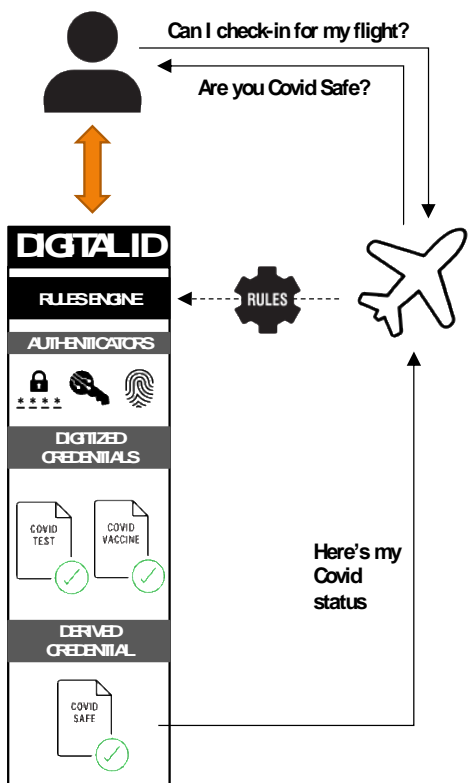 Can I check-in for my flight?
Are you Covid Safe?
DIGITAL ID
RULES ENGINE
RULES
AUTHENTICATORS
* * * *
DIGITIZED
CREDENTIALS
COVID
TEST
COVID
VACCINE
Here's my
Covid
status
DERIVED
CREDENTIAL
COVID
SAFE